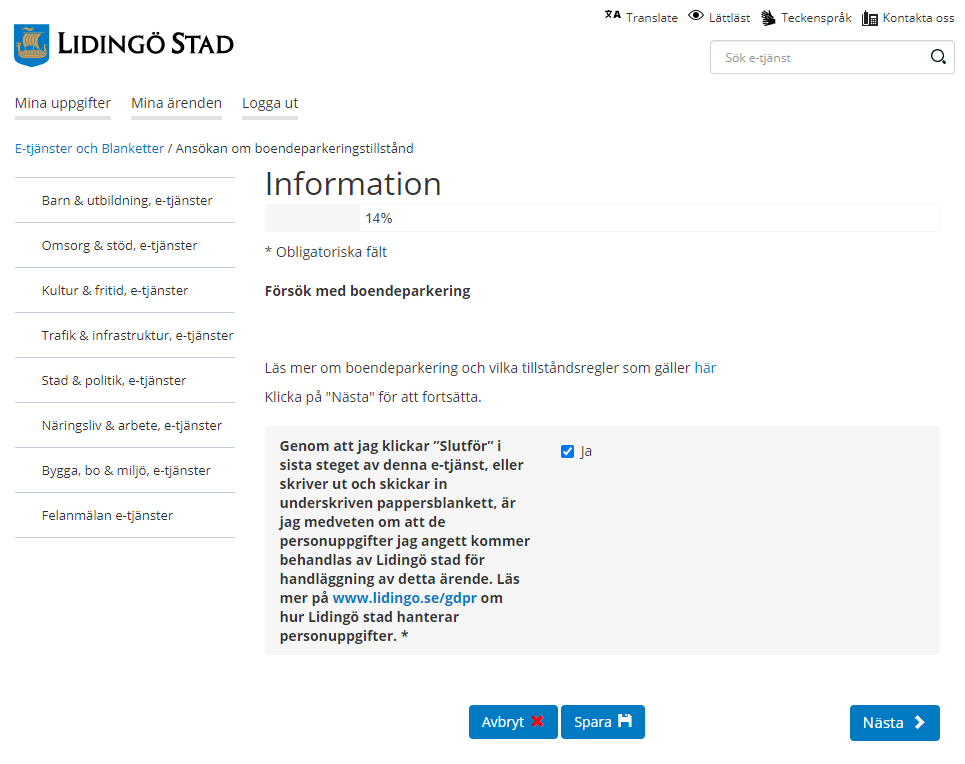 Translate Lättläst Teckenspråk Kontakta oss
LIDINGÖ STAD
Sök e-tjänst
Mina uppgifter Mina ärenden Logga ut
E-tjänster och Blanketter / Ansökan om boendeparkeringstillstånd
Barn & utbildning, e-tjänster
Omsorg & stöd, e-tjänster
Kultur & fritid, e-tjänster
Trafik & infrastruktur, e-tjänster
Stad & politik, e-tjänster
Näringsliv & arbete, e-tjänster
Bygga, bo & miljö, e-tjänster
Felanmälan e-tjänster
Information
14%
* Obligatoriska fält
Försök med boendeparkering
Läs mer om boendeparkering och vilka tillståndsregler som gäller här
Klicka på "Nästa" för att fortsätta.
Genom att jag klickar ”Slutför” i
sista steget av denna e-tjänst, eller
skriver ut och skickar in
underskriven pappersblankett, är
jag medveten om att de
personuppgifter jag angett kommer
behandlas av Lidingö stad för
handläggning av detta ärende. Läs
mer på www.lidingo.se/gdpr om
hur Lidingö stad hanterar
personuppgifter. *
Ja
Avbryt Spara Nästa